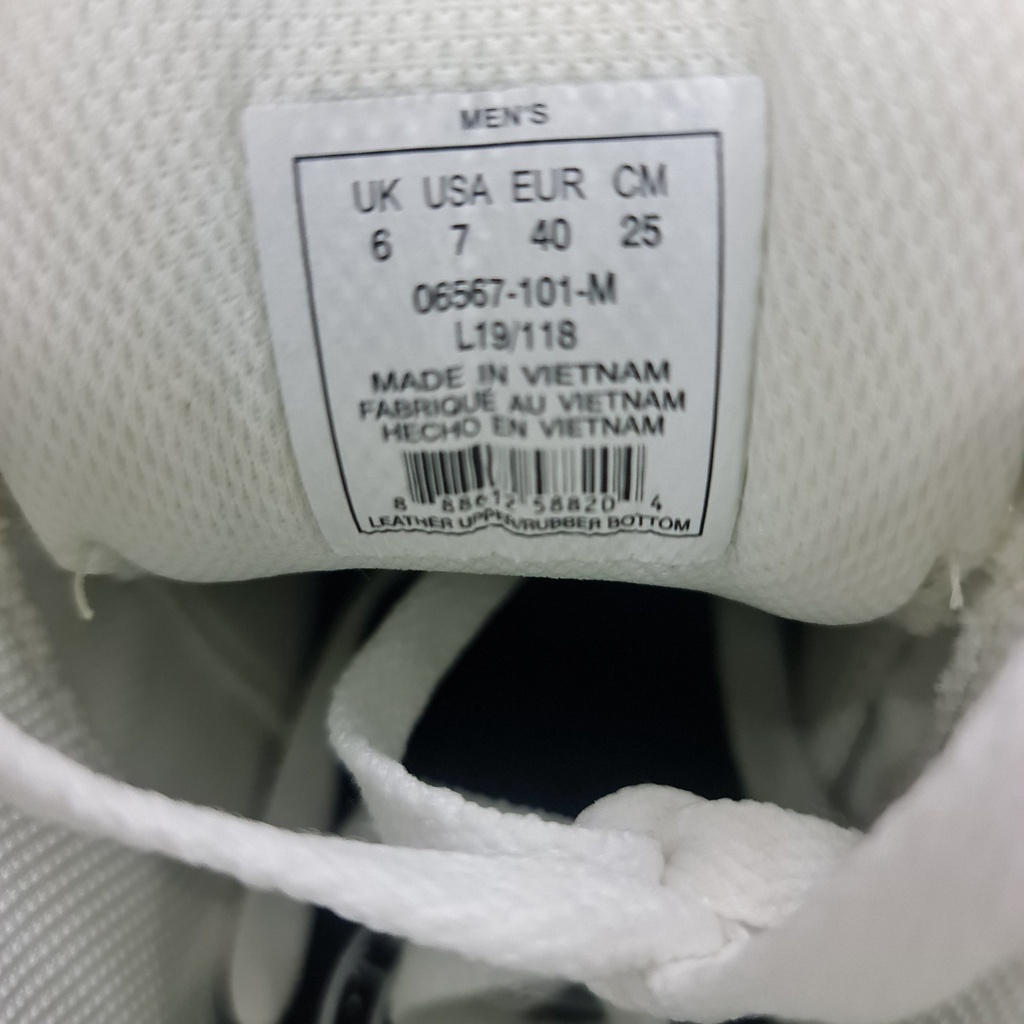 MEN'S
UK USA EUR CM
6 7 40 25
06567-101-M
L19/118
MADE IN VIETNAM
FABRIQUÉ AU VIETNAM
HECHO EN VIETNAM
8 88612 58820 4
LEATHER UPPER/RUBBER BOTTOM